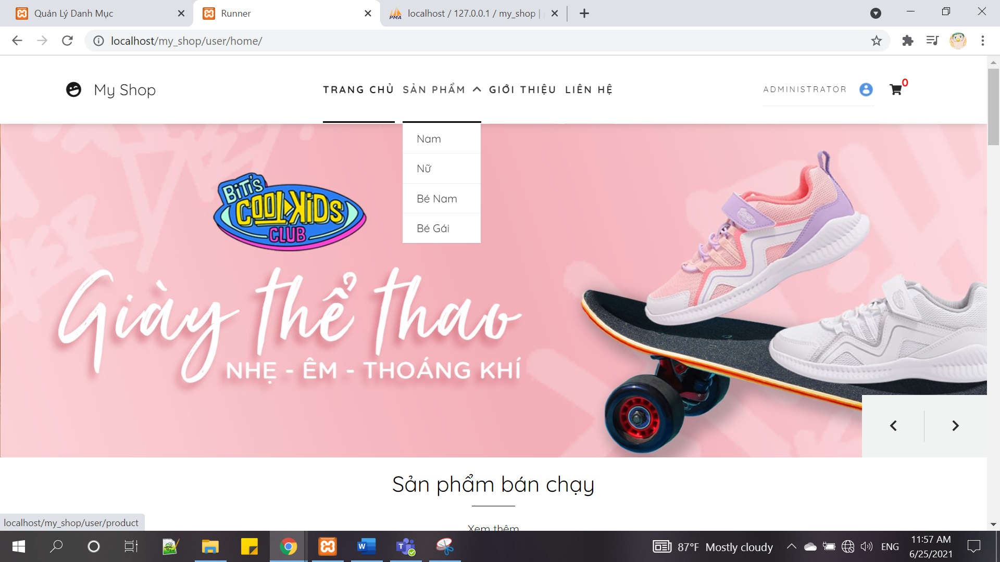 Quản Lý Danh Mục
Runner
localhost / 127.0.0.1 / my_shop |
localhost/my_shop/user/home/
My Shop
TRANG CHỦ SẢN PHẨM GIỚI THIỆU LIÊN HỆ
ADMINISTRATOR
0
Nam
Nữ
Bé Nam
Bé Gái
BiTi's
COOLKiDS
CLUB
Giày thể thao
NHẸ - ÊM - THOÁNG KHÍ
Sản phẩm bán chạy
Xem thêm
localhost/my_shop/user/product
87°F Mostly cloudy
ENG
11:57 AM
6/25/2021